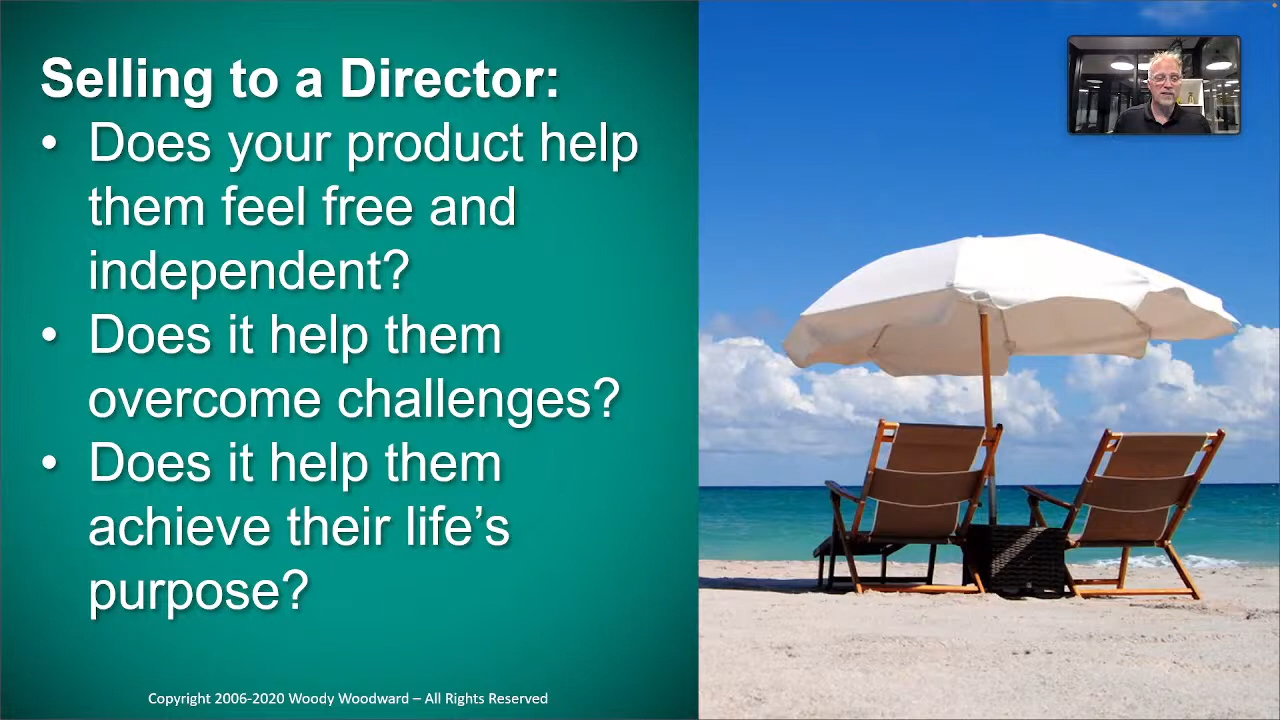 Selling to a Director:
• Does your product help
them feel free and
independent?
• Does it help them
overcome challenges?
• Does it help them
achieve their life’s
purpose?
Copyright 2006-2020 Woody Woodward – All Rights Reserved